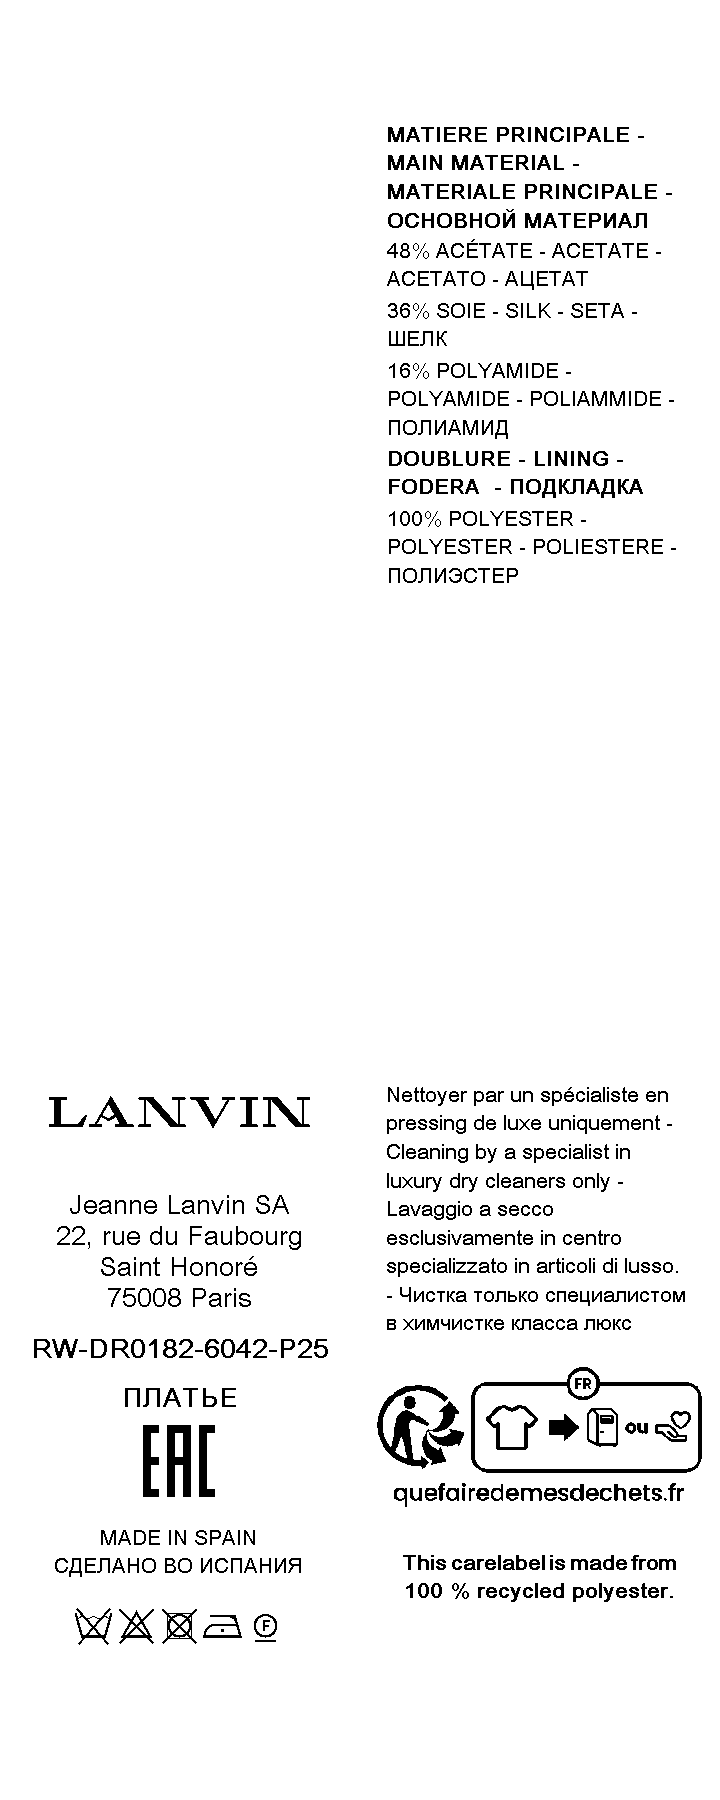 MATIERE PRINCIPALE -
MAIN MATERIAL -
MATERIALE PRINCIPALE -
ОСНОВНОЙ МАТЕРИАЛ
48% ACÉTATE - ACETATE -
ACETATO - АЦЕТАТ
36% SOIE - SILK - SETA -
ШЕЛК
16% POLYAMIDE -
POLYAMIDE - POLIAMMIDE -
ПОЛИАМИД
DOUBLURE - LINING -
FODERA - ПОДКЛАДКА
100% POLYESTER -
POLYESTER - POLIESTERE -
ПОЛИЭСТЕР
LANVIN
Jeanne Lanvin SA
22, rue du Faubourg
Saint Honoré
75008 Paris
RW-DR0182-6042-P25
ПЛАТЬЕ
EAC
MADE IN SPAIN
СДЕЛАНО ВО ИСПАНИЯ
F
Nettoyer par un spécialiste en
pressing de luxe uniquement -
Cleaning by a specialist in
luxury dry cleaners only -
Lavaggio a secco
esclusivamente in centro
specializzato in articoli di lusso.
- Чистка только специалистом
в химчистке класса люкс
FR
ou
quefairedemesdechets.fr
This carelabel is made from
100 % recycled polyester.